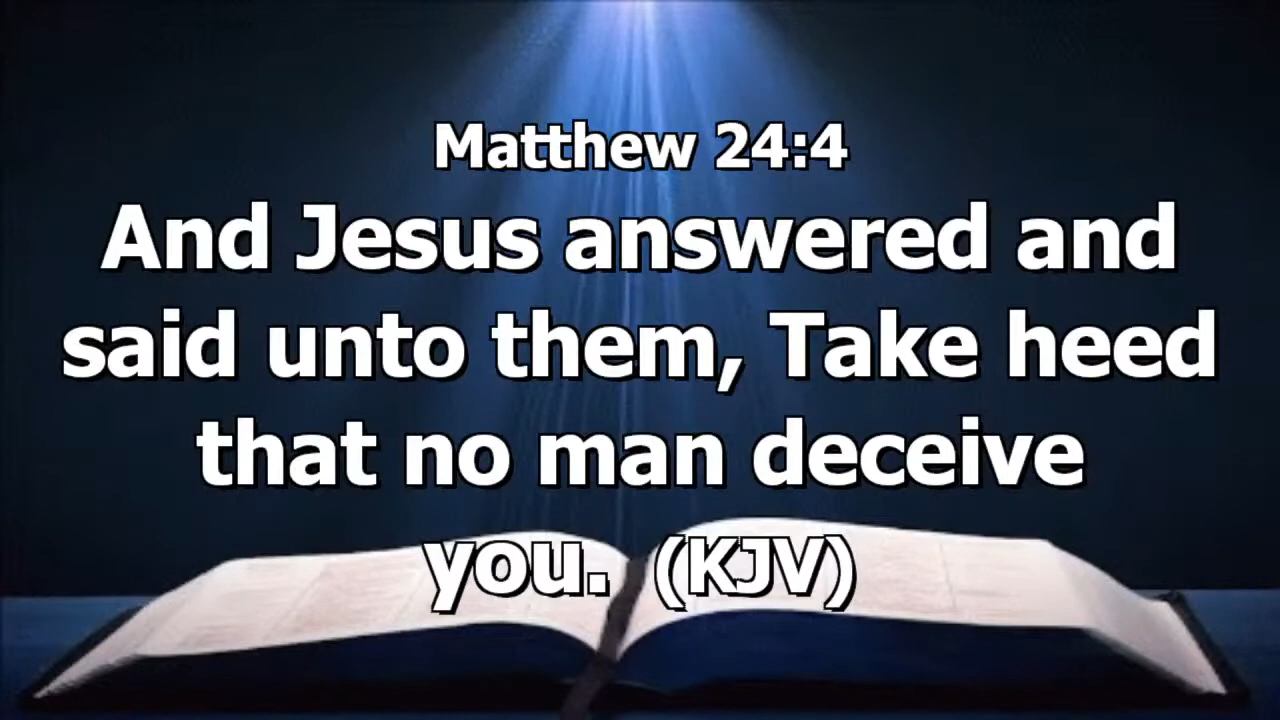 Matthew 24:4
And Jesus answered and
said unto them, Take heed
that no man deceive
you. (KJV)